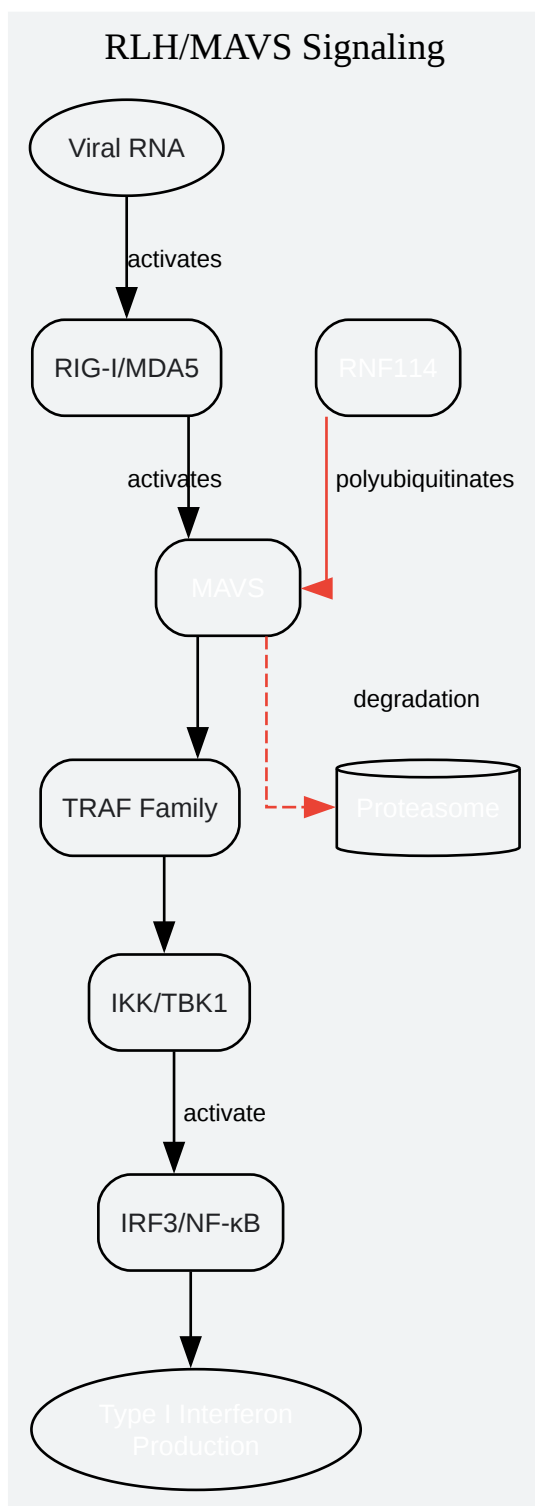 RLH/MAVS Signaling
Viral RNA
activates
RIG-I/MDA5
RNF114
activates
polyubiquitinates
MAVS
degradation
TRAF Family
Proteasome
IKK/TBK1
activate
IRF3/NF-κB
Type I Interferon
Production